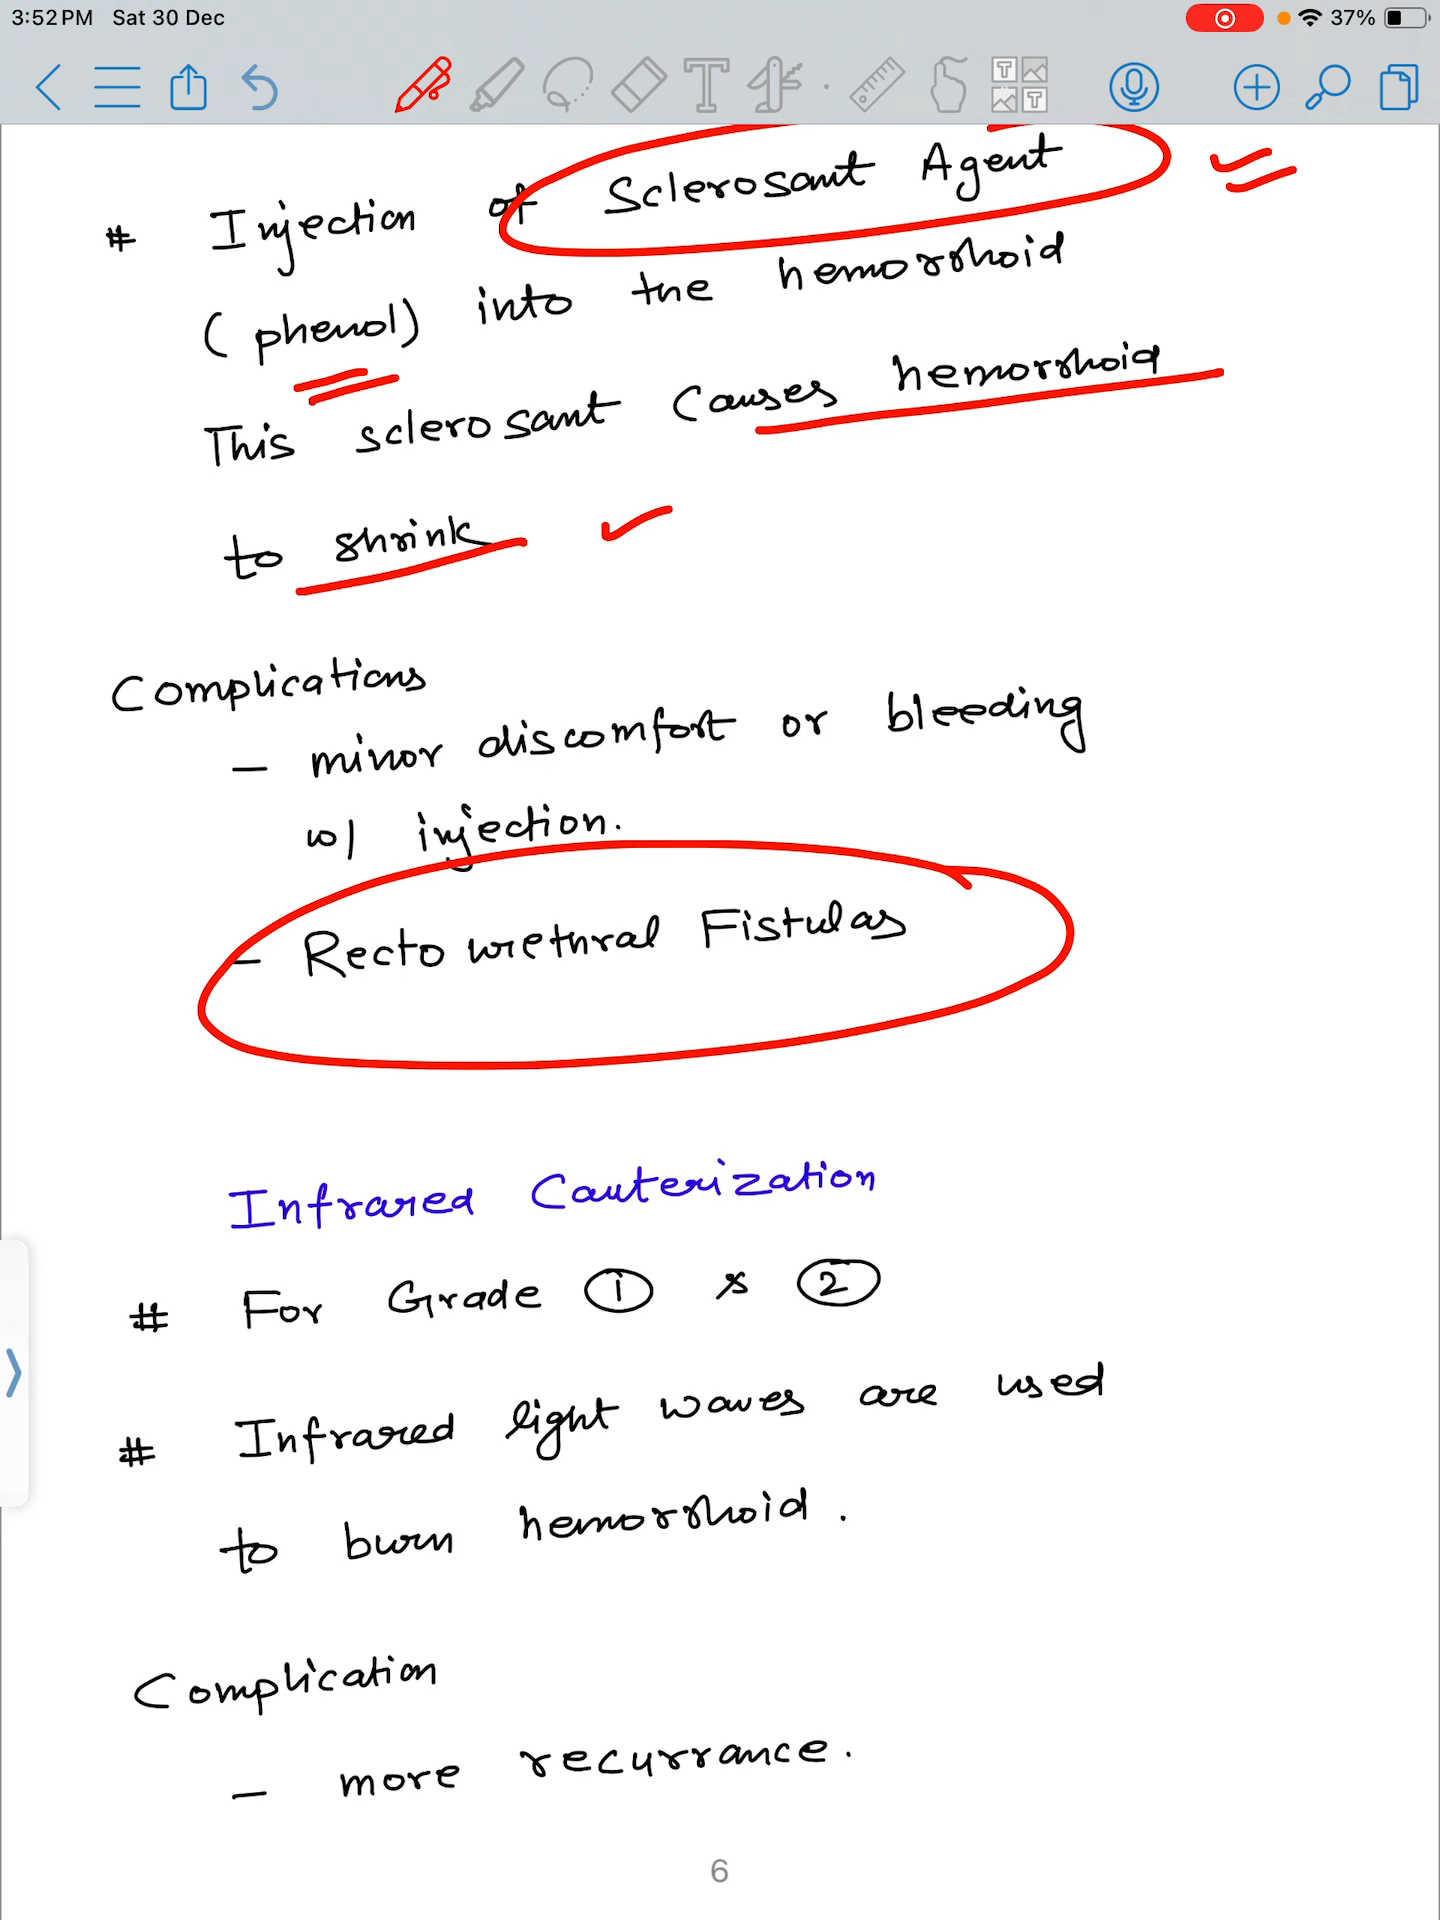 3:52 PM Sat 30 Dec 37%
# Injection of Sclerosant Agent
(phenol) into the hemorrhoid
This sclerosant causes hemorrhoid
to shrink
Complications
– minor discomfort or bleeding
w/ injection.
– Recto urethral Fistulas
Infrared Cauterization
# For Grade ① & ②
# Infrared light waves are used
to burn hemorrhoid.
Complication
– more recurrance.
6